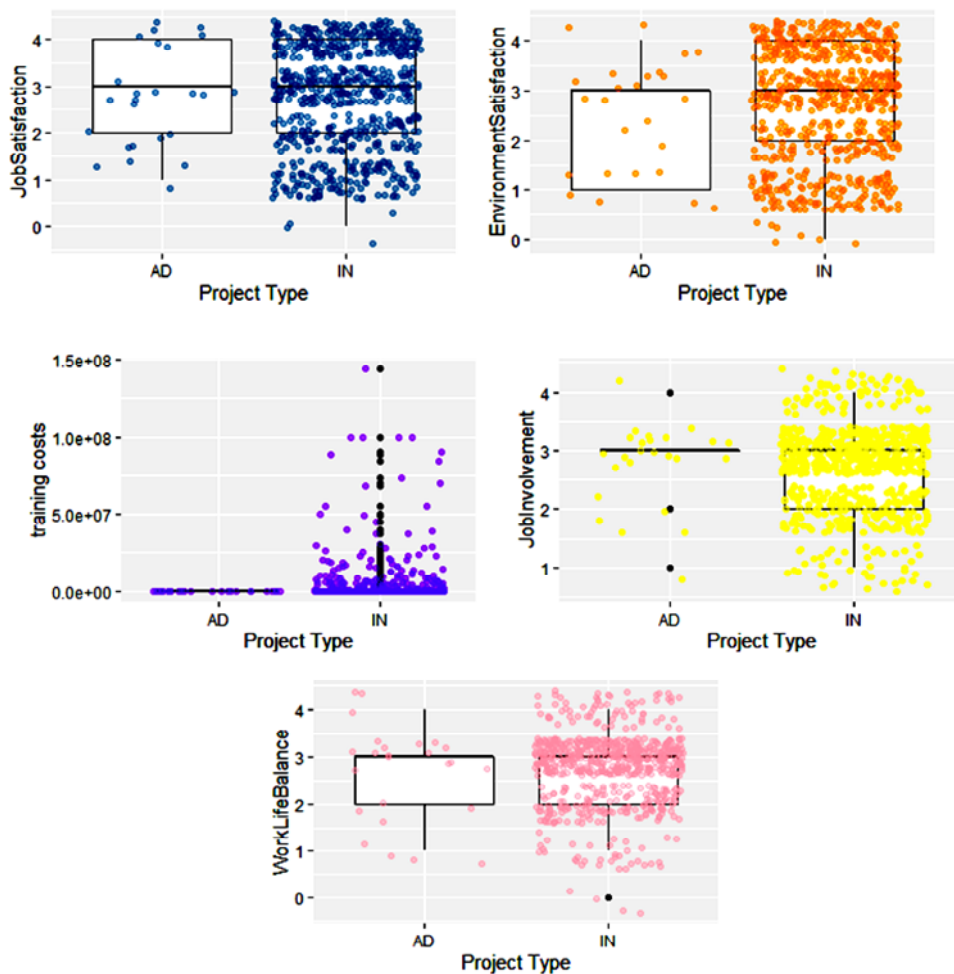 JobSatisfaction
4
3
2
1
0
AD IN
Project Type
EnvironmentSatisfaction
4
3
2
1
0
AD IN
Project Type
training costs
1.5e+08
1.0e+08
5.0e+07
0.0e+00
AD IN
Project Type
JobInvolvement
4
3
2
1
AD IN
Project Type
WorkLifeBalance
4
3
2
1
0
AD IN
Project Type